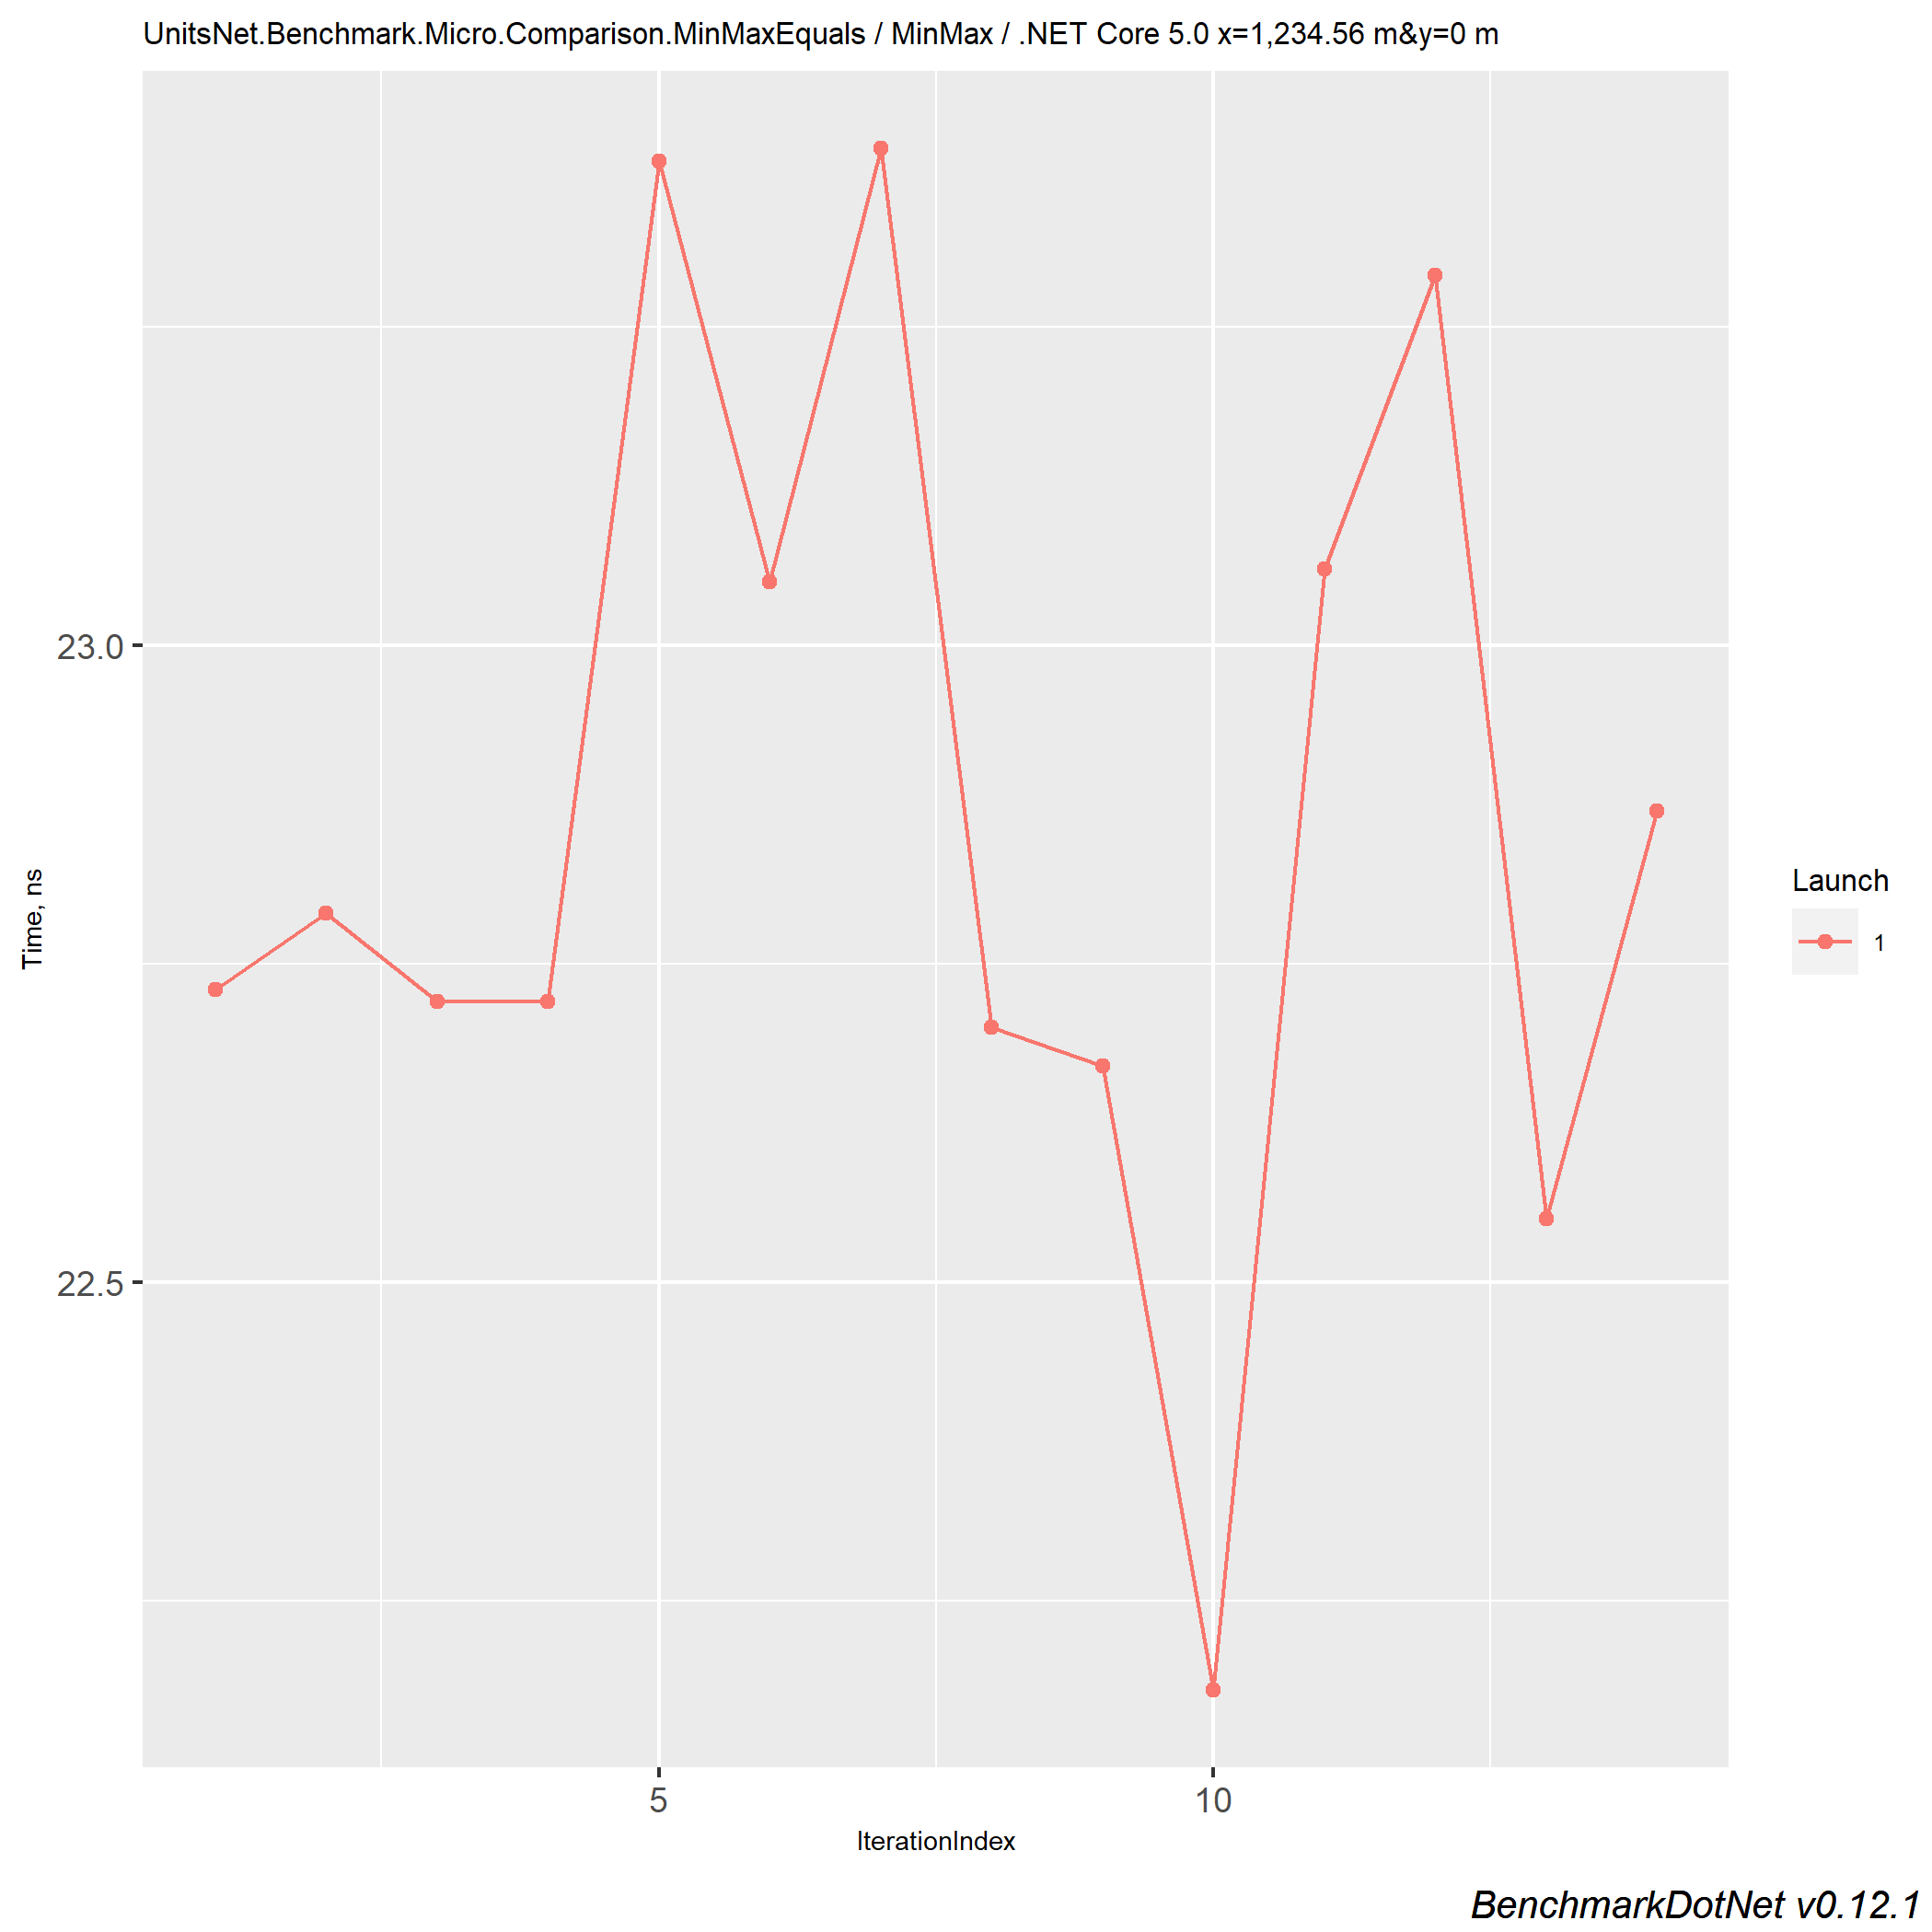 UnitsNet.Benchmark.Micro.Comparison.MinMaxEquals / MinMax / .NET Core 5.0 x=1,234.56 m&y=0 m
23.0
22.5
Time, ns
5
10
IterationIndex
Launch
1
BenchmarkDotNet v0.12.1